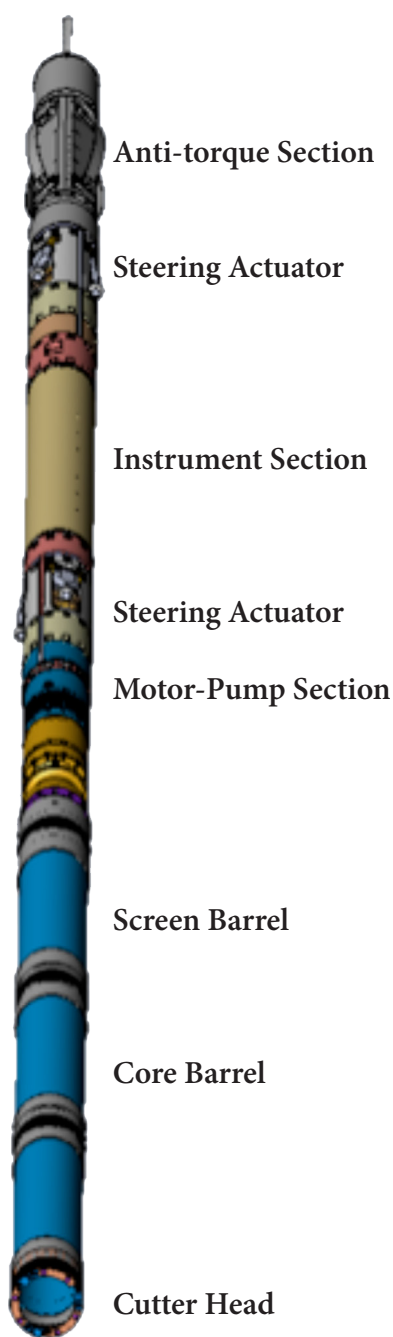 Anti-torque Section
Steering Actuator
Instrument Section
Steering Actuator
Motor-Pump Section
Screen Barrel
Core Barrel
Cutter Head